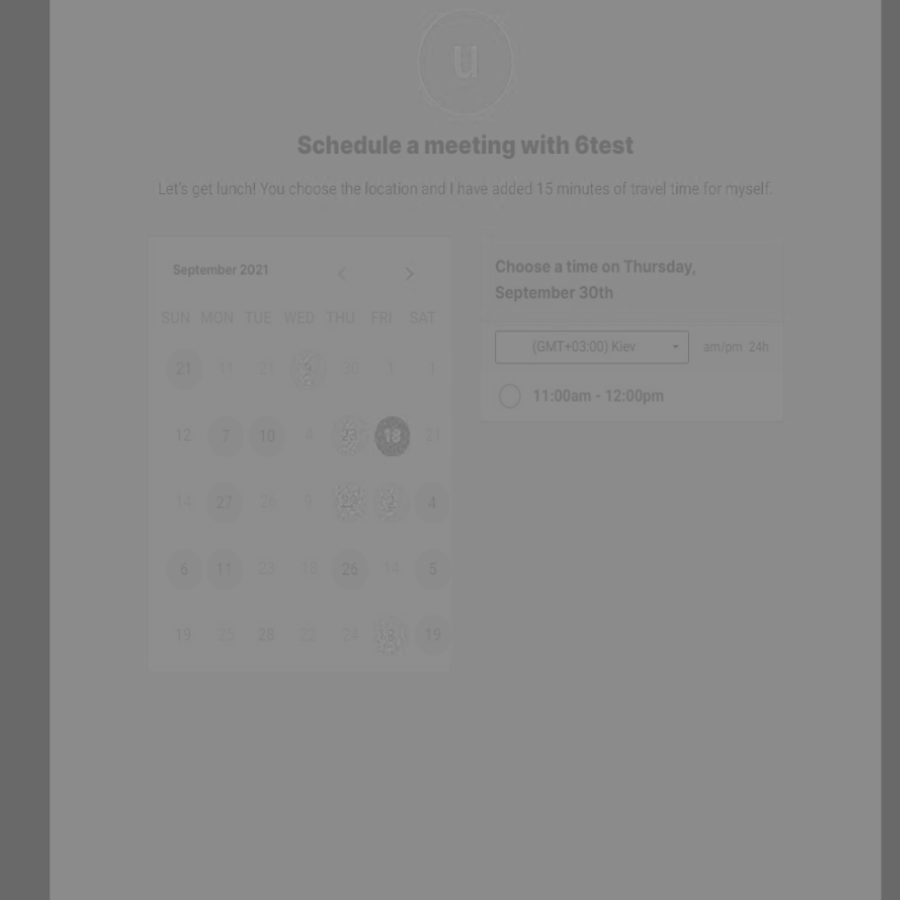 u
Schedule a meeting with 6test
Let's get lunch! You choose the location and I have added 15 minutes of travel time for myself.
September 2021
SUN MON TUE WED THU FRI SAT
21 21 21 9 30 1 1
12 7 10 4 23 18 21
14 27 26 9 4
6 11 23 18 26 14 5
19 25 28 22 24 19
Choose a time on Thursday,
September 30th
(GMT+03:00) Kiev am/pm 24h
11:00am - 12:00pm